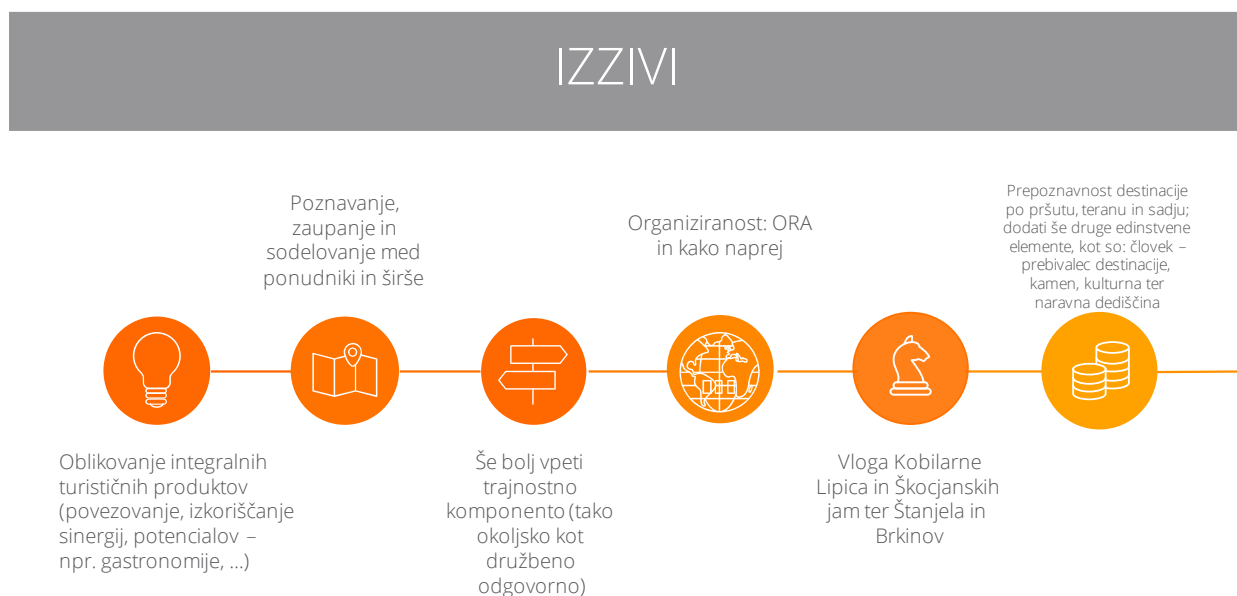 IZZIVI
Oblikovanje integralnih
turističnih produktov
(povezovanje, izkoriščanje
sinergij, potencialov –
npr. gastronomije, ...)
Poznavanje,
zaupanje in
sodelovanje med
ponudniki in širše
Še bolj vpeti
trajnostno
komponento (tako
okoljsko kot
družbeno
odgovorno)
Organiziranost: ORA
in kako naprej
Vloga Kobilarne
Lipica in Škocjanskih
jam ter Štanjela in
Brkinov
Prepoznavnost destinacije
po pršutu, teranu in sadju;
dodati še druge edinstvene
elemente, kot so: človek –
prebivalec destinacije,
kamen, kulturna ter
naravna dediščina